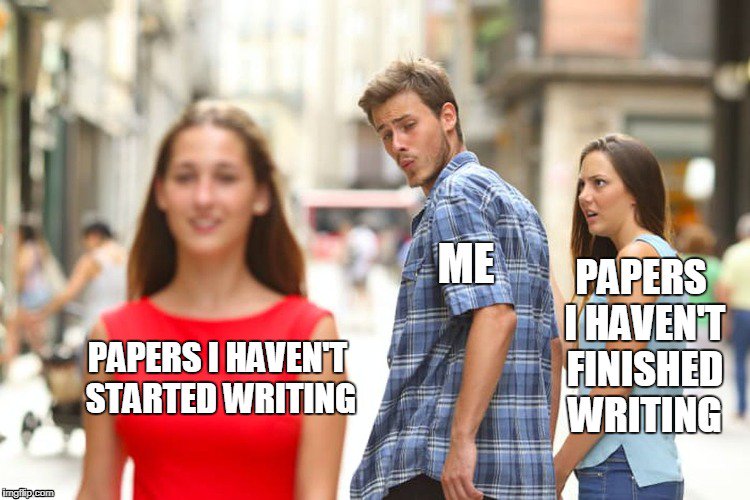 ME
PAPERS I HAVEN'T
STARTED WRITING
PAPERS
I HAVEN'T
FINISHED
WRITING
imgflip.com